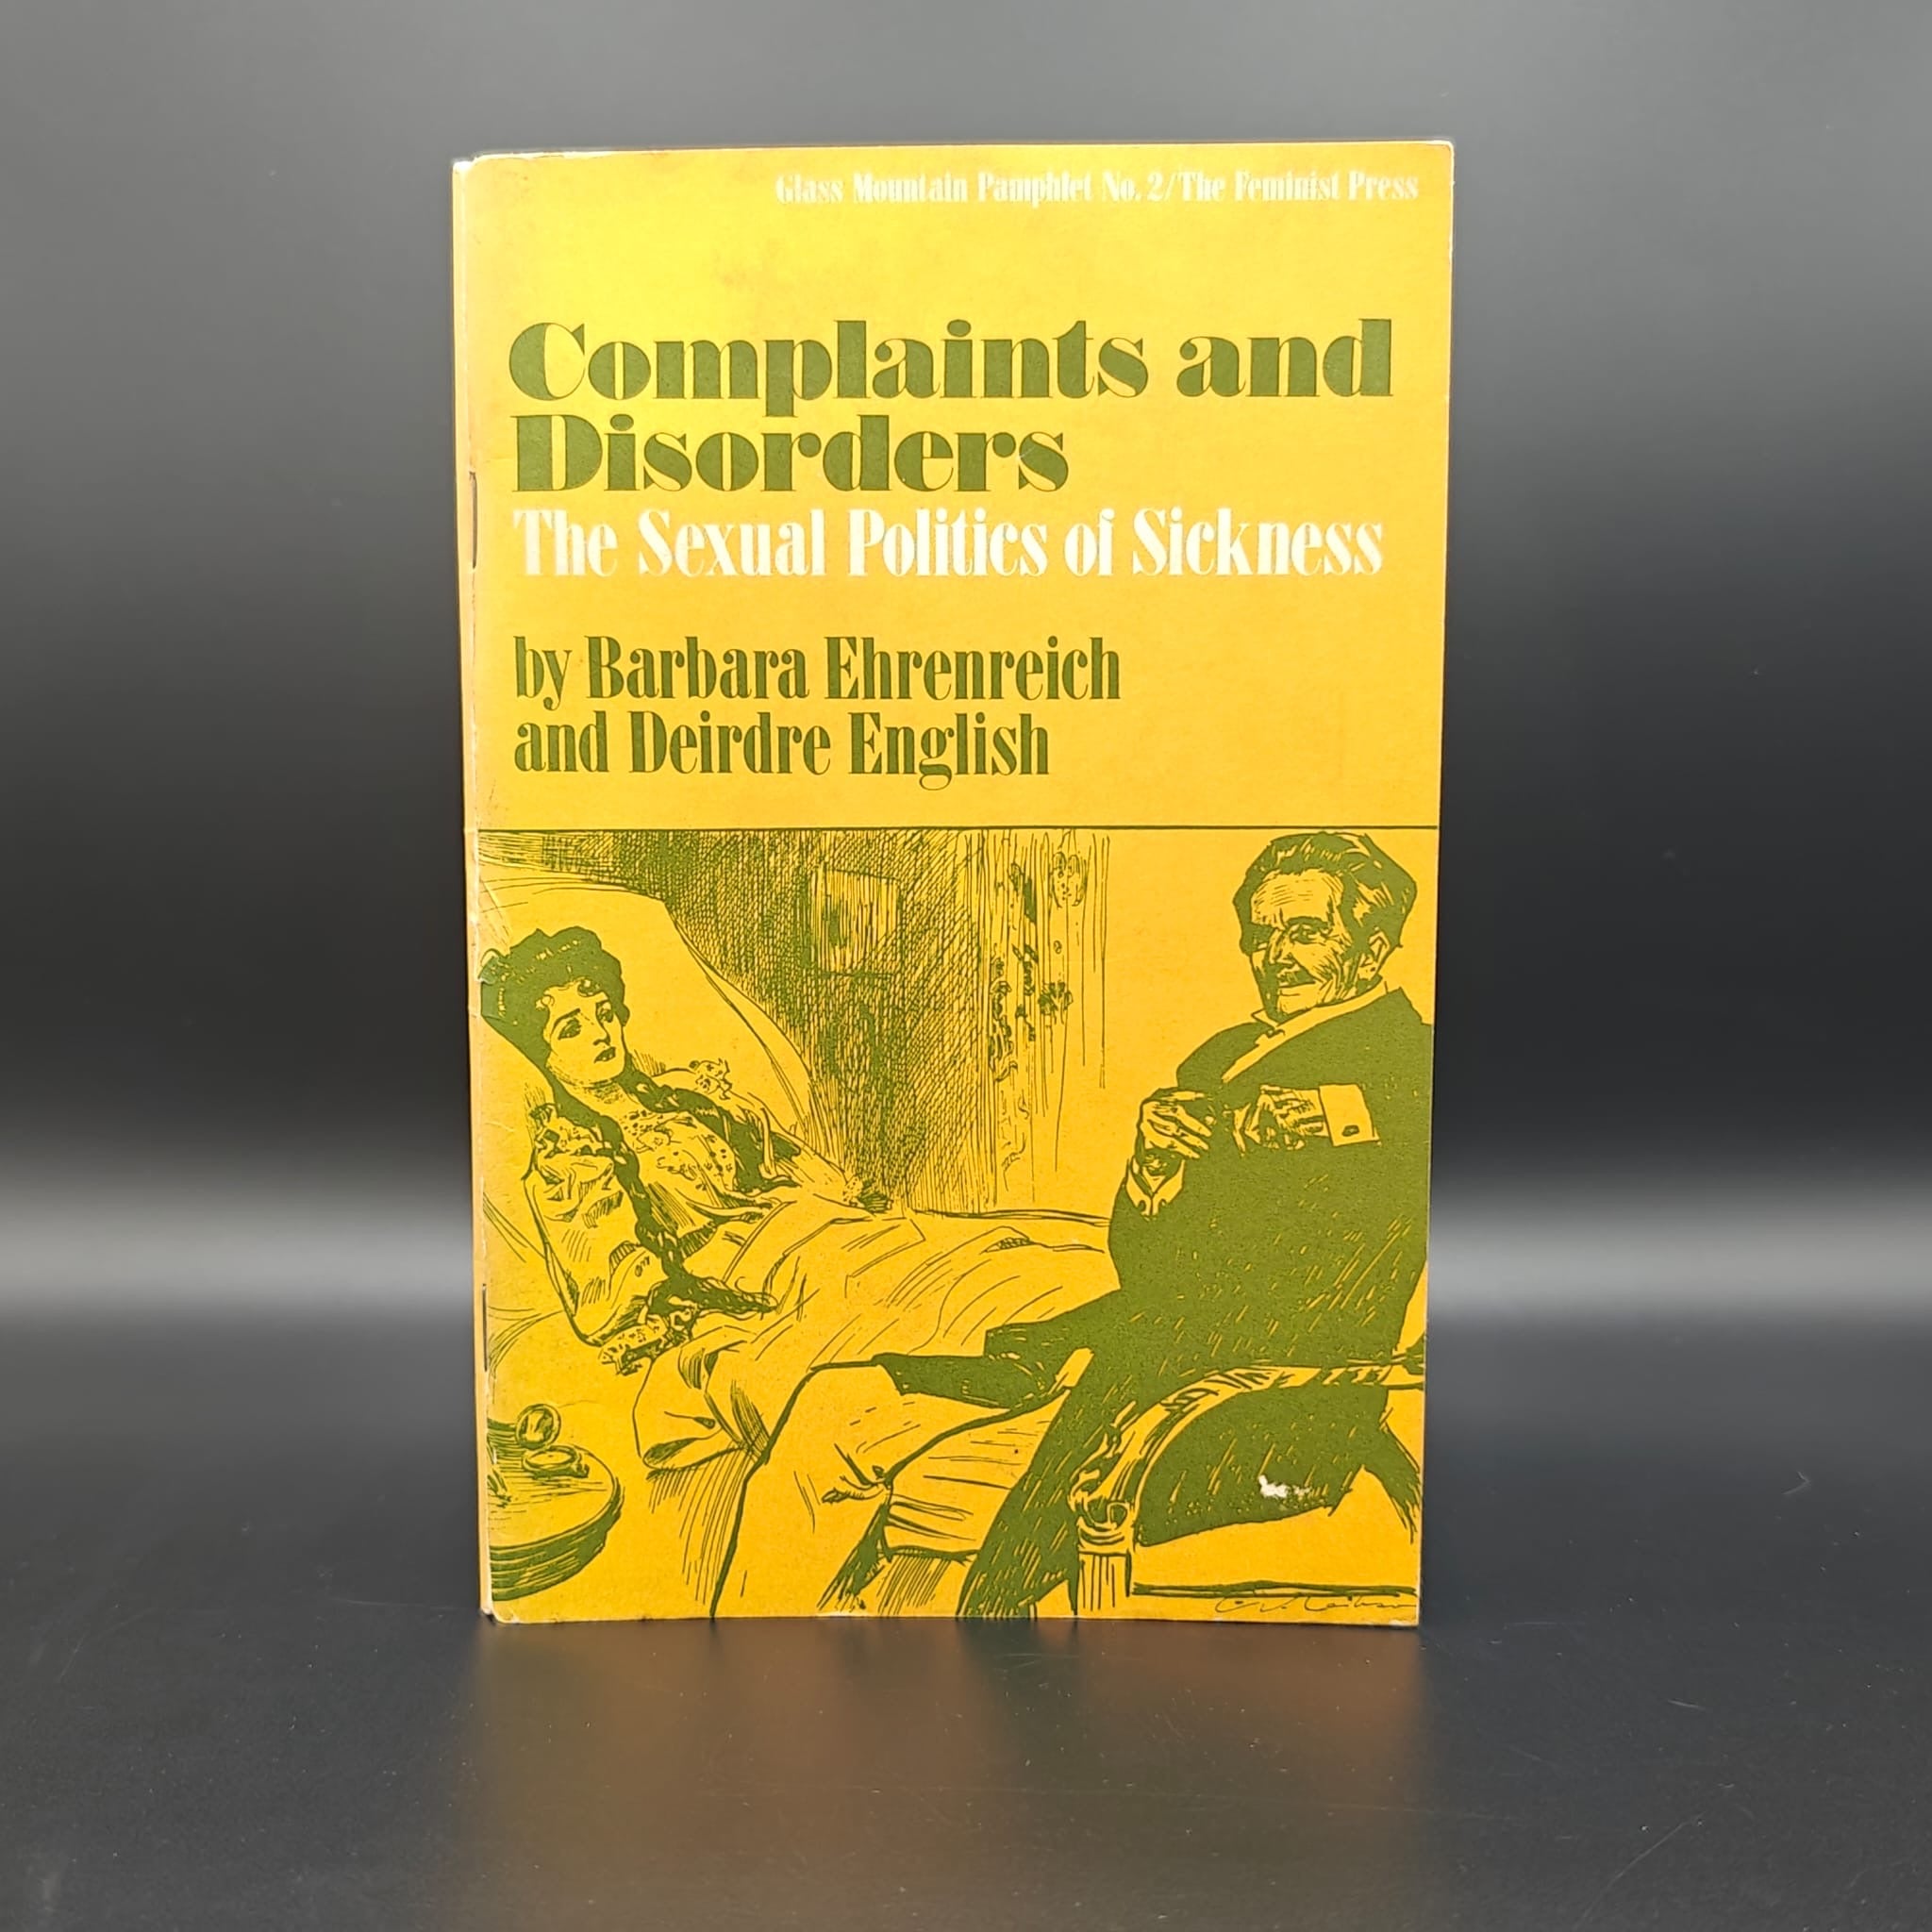 Glass Mountain Pamphlet No. 2/The Feminist Press
Complaints and
Disorders
The Sexual Politics of Sickness
by Barbara Ehrenreich
and Deirdre English